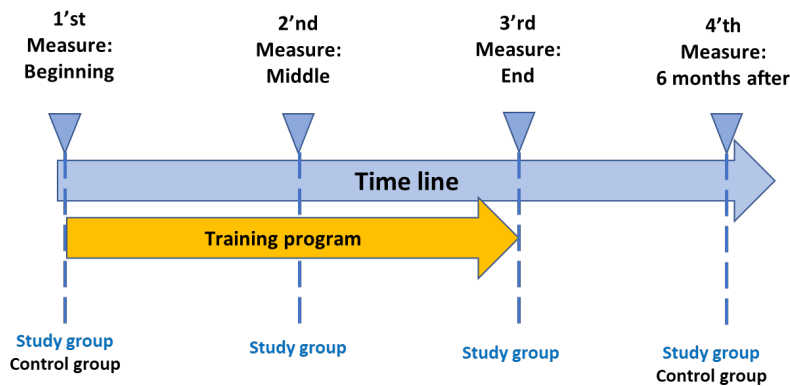 1’st
Measure:
Beginning
2’nd
Measure:
Middle
3’rd
Measure:
End
4’th
Measure:
6 months after
Time line
Training program
Study group
Control group
Study group
Study group
Study group
Control group